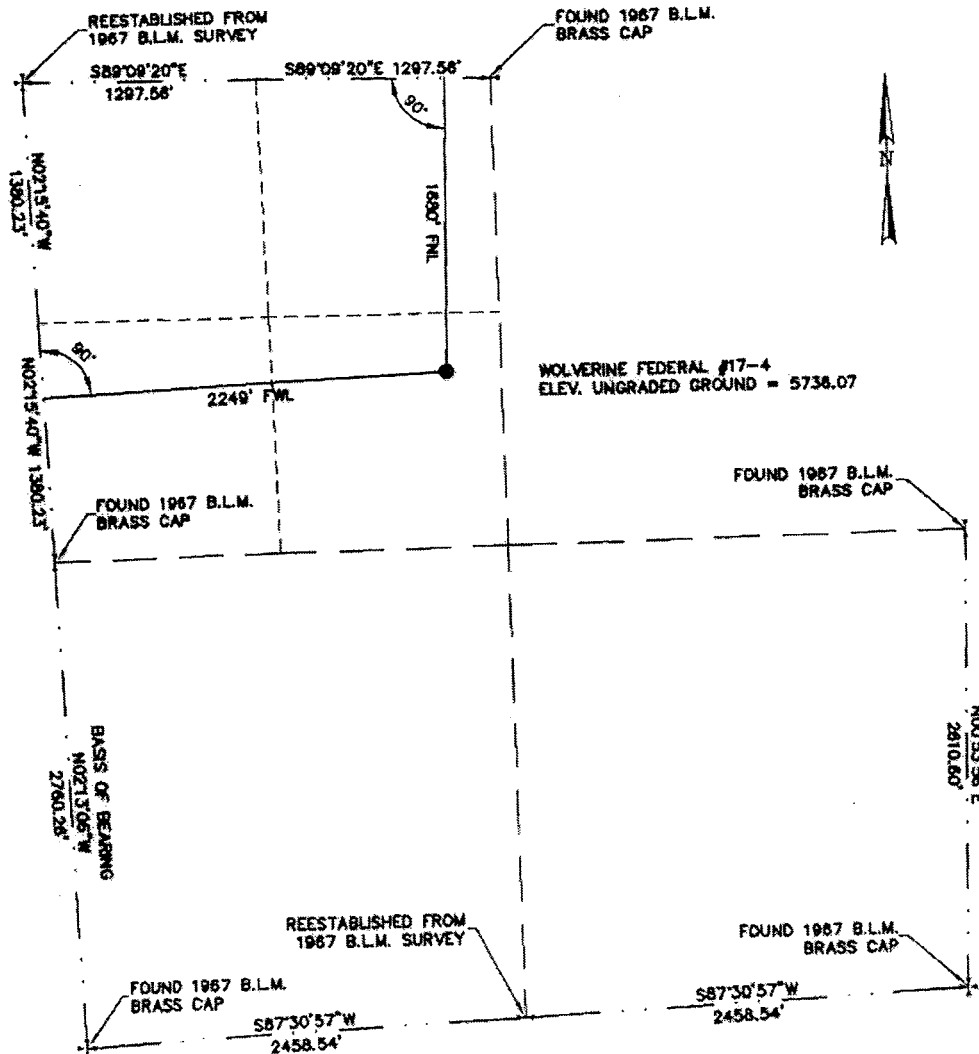 REESTABLISHED FROM
1967 B.L.M. SURVEY
FOUND 1967 B.L.M.
BRASS CAP
S89°09'20"E
1297.56'
S89°09'20"E 1297.56'
90°
N
N02°15'40"W
1380.23'
1680' FNL
90°
WOLVERINE FEDERAL #17-4
ELEV. UNGRADED GROUND = 5736.07
2249' FWL
N02°15'40"W 1380.23'
FOUND 1967 B.L.M.
BRASS CAP
FOUND 1967 B.L.M.
BRASS CAP
BASIS OF BEARING
N02°13'06"W
2760.26'
2610.60'
REESTABLISHED FROM
1967 B.L.M. SURVEY
FOUND 1967 B.L.M.
BRASS CAP
FOUND 1967 B.L.M.
BRASS CAP
S87°30'57"W
2458.54'
S87°30'57"W
2458.54'